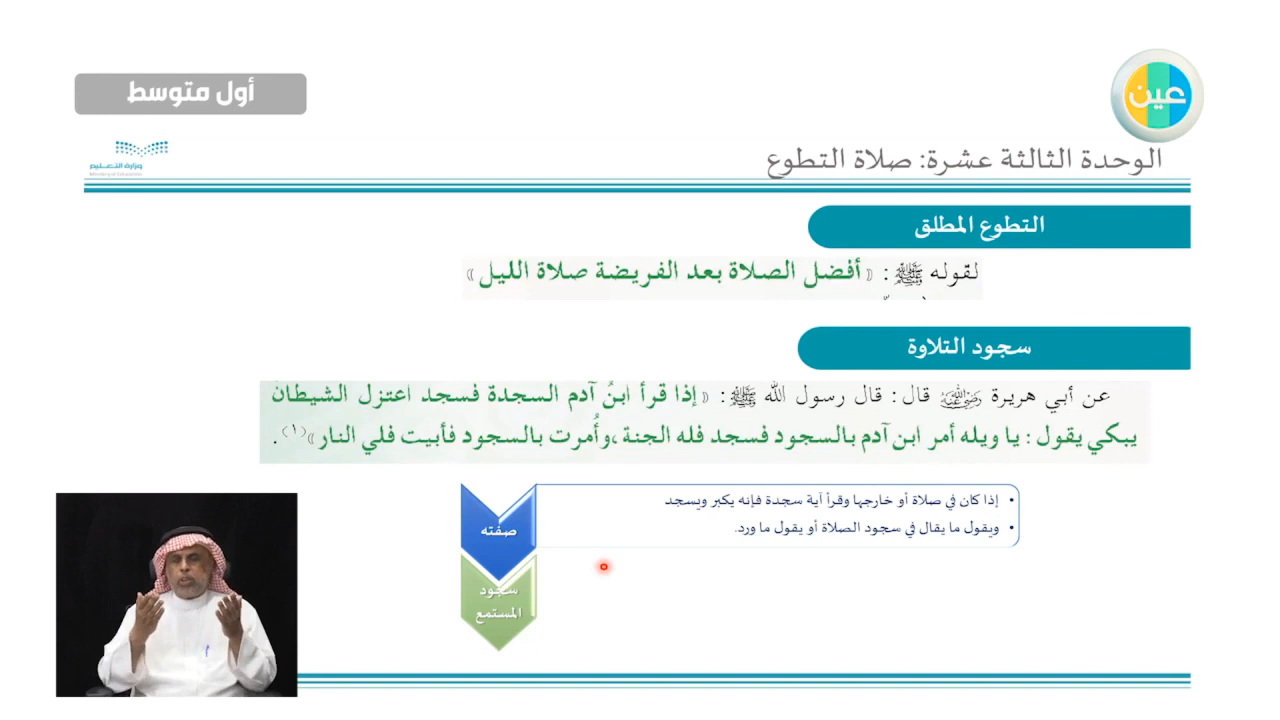 أول متوسط
عين
وزارة التعليم
Ministry of Education
الوحدة الثالثة عشرة: صلاة التطوع
التطوع المطلق
لقوله ﷺ: «أفضل الصلاة بعد الفريضة صلاة الليل»
سجود التلاوة
عن أبي هريرة رضي الله عنه قال: قال رسول الله ﷺ: «إذا قرأ ابنُ آدم السجدة فسجد اعتزل الشيطان
يبكي يقول: يا ويله أمر ابن آدم بالسجود فسجد فله الجنة،وأُمرت بالسجود فأبيت فلي النار»(١).
صفته
• إذا كان في صلاة أو خارجها وقرأ آية سجدة فإنه يكبر ويسجد
• ويقول ما يقال في سجود الصلاة أو يقول ما ورد.
سجود
المستمع